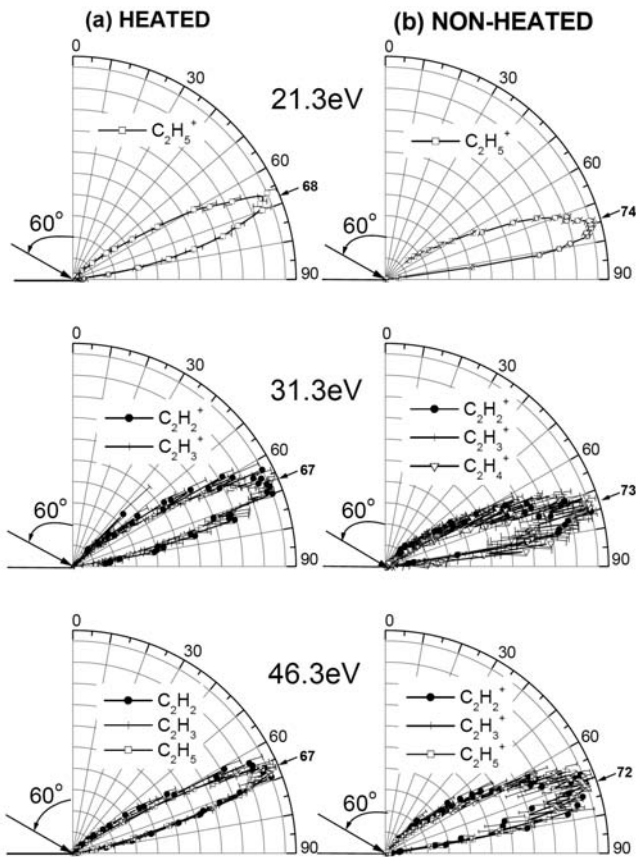 (a) HEATED
(b) NON-HEATED
0
30
60
90
21.3eV
C₂H₅⁺
68
60°
0
30
60
90
C₂H₅⁺
74
60°
0
30
60
90
31.3eV
C₂H₂⁺
C₂H₃⁺
67
60°
0
30
60
90
C₂H₂⁺
C₂H₃⁺
C₂H₄⁺
73
60°
0
30
60
90
46.3eV
C₂H₂
C₂H₃
C₂H₅
67
60°
0
30
60
90
C₂H₂⁺
C₂H₃⁺
C₂H₅⁺
72
60°